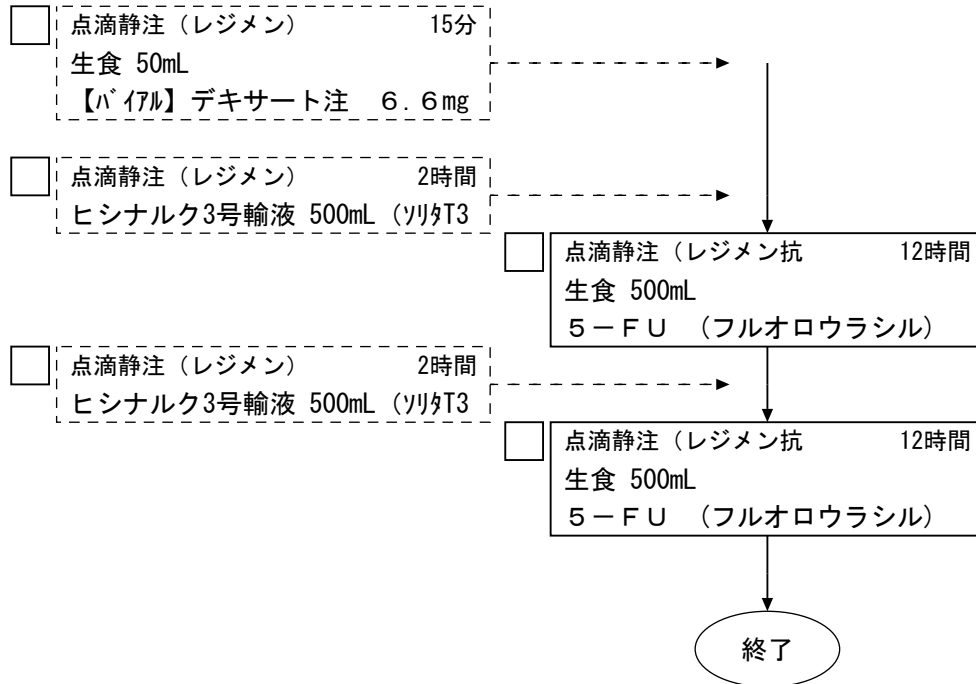 点滴静注（レジメン） 15分
生食 50mL
【ﾊﾞｲｱﾙ】デキサート注 ６.６mg
点滴静注（レジメン） 2時間
ヒシナルク3号輸液 500mL（ｿﾘﾀT3
点滴静注（レジメン抗 12時間
生食 500mL
５－ＦＵ （フルオロウラシル）
点滴静注（レジメン） 2時間
ヒシナルク3号輸液 500mL（ｿﾘﾀT3
点滴静注（レジメン抗 12時間
生食 500mL
５－ＦＵ （フルオロウラシル）
終了